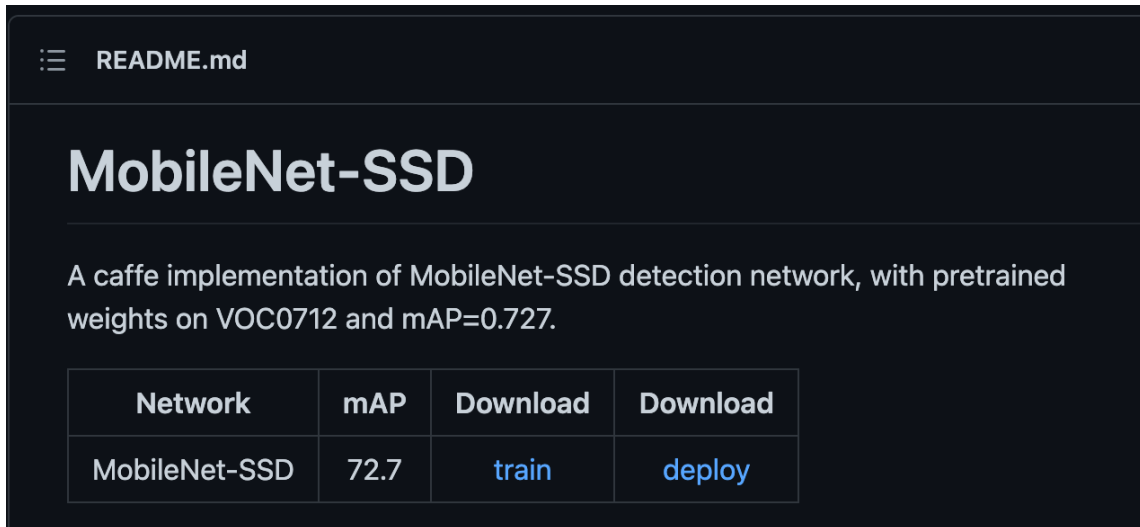 README.md
MobileNet-SSD
A caffe implementation of MobileNet-SSD detection network, with pretrained
weights on VOC0712 and mAP=0.727.
Network mAP Download Download
MobileNet-SSD 72.7 train deploy